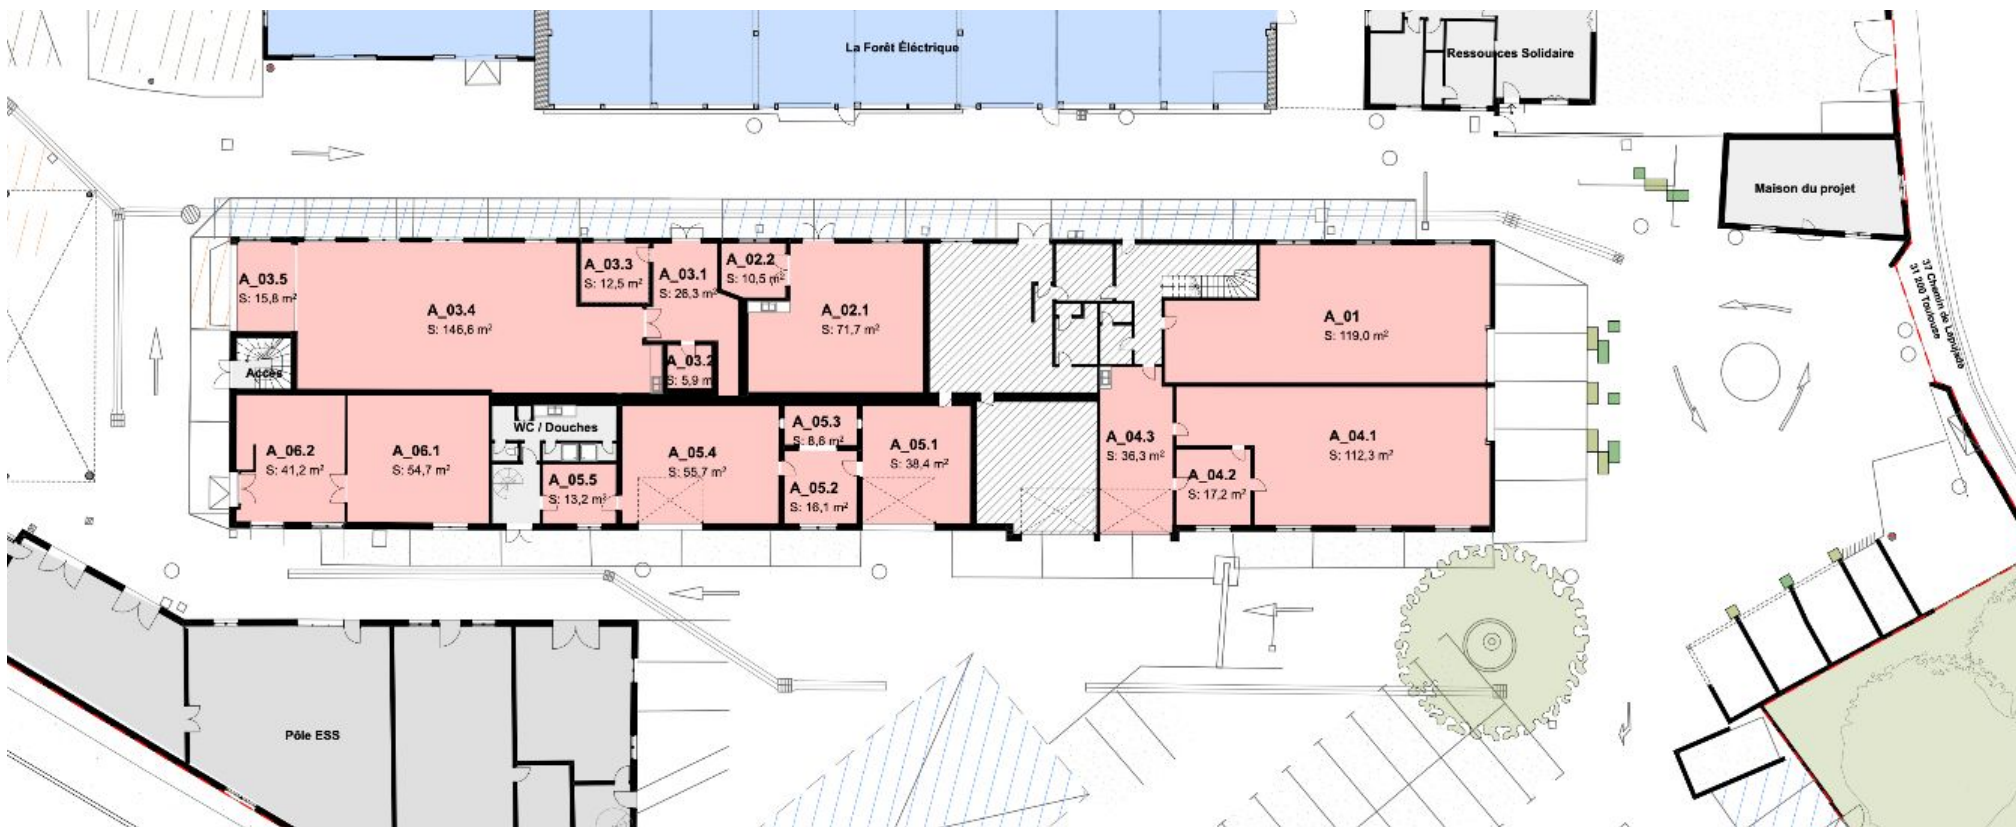 La Forêt Éléctrique
Ressources Solidaire
Maison du projet
37 Chemin de Lapujade
31 200 Toulouse
A_03.5
S: 15,8 m²
A_03.4
S: 146,6 m²
A_03.3
S: 12,5 m²
A_03.1
S: 26,3 m²
A_02.2
S: 10,5 m²
A_02.1
S: 71,7 m²
A_01
S: 119,0 m²
Accès
A_03.2
S: 5,9 m
A_06.2
S: 41,2 m²
A_06.1
S: 54,7 m²
WC / Douches
A_05.5
S: 13,2 m²
A_05.4
S: 55,7 m²
A_05.3
S: 8,6 m²
A_05.2
S: 16,1 m²
A_05.1
S: 38,4 m²
A_04.3
S: 36,3 m²
A_04.2
S: 17,2 m²
A_04.1
S: 112,3 m²
Pôle ESS